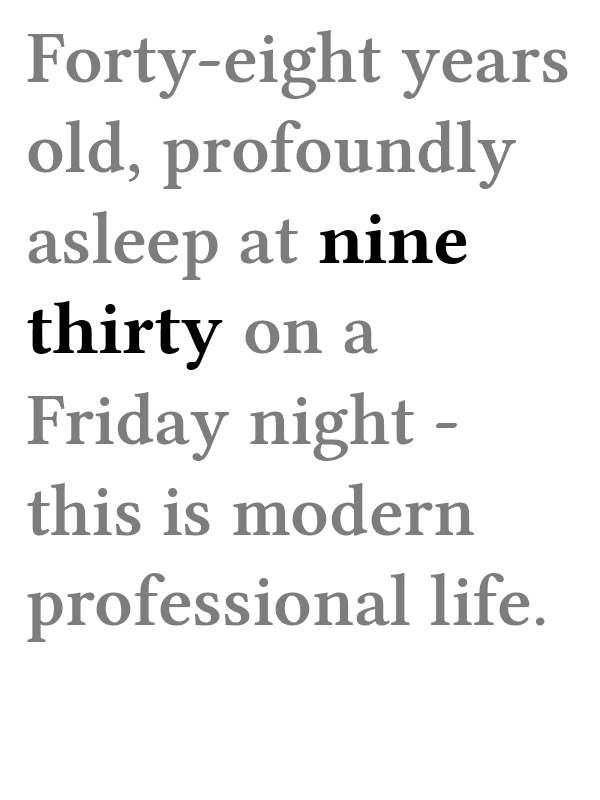 Forty-eight years
old, profoundly
asleep at nine
thirty on a
Friday night -
this is modern
professional life.